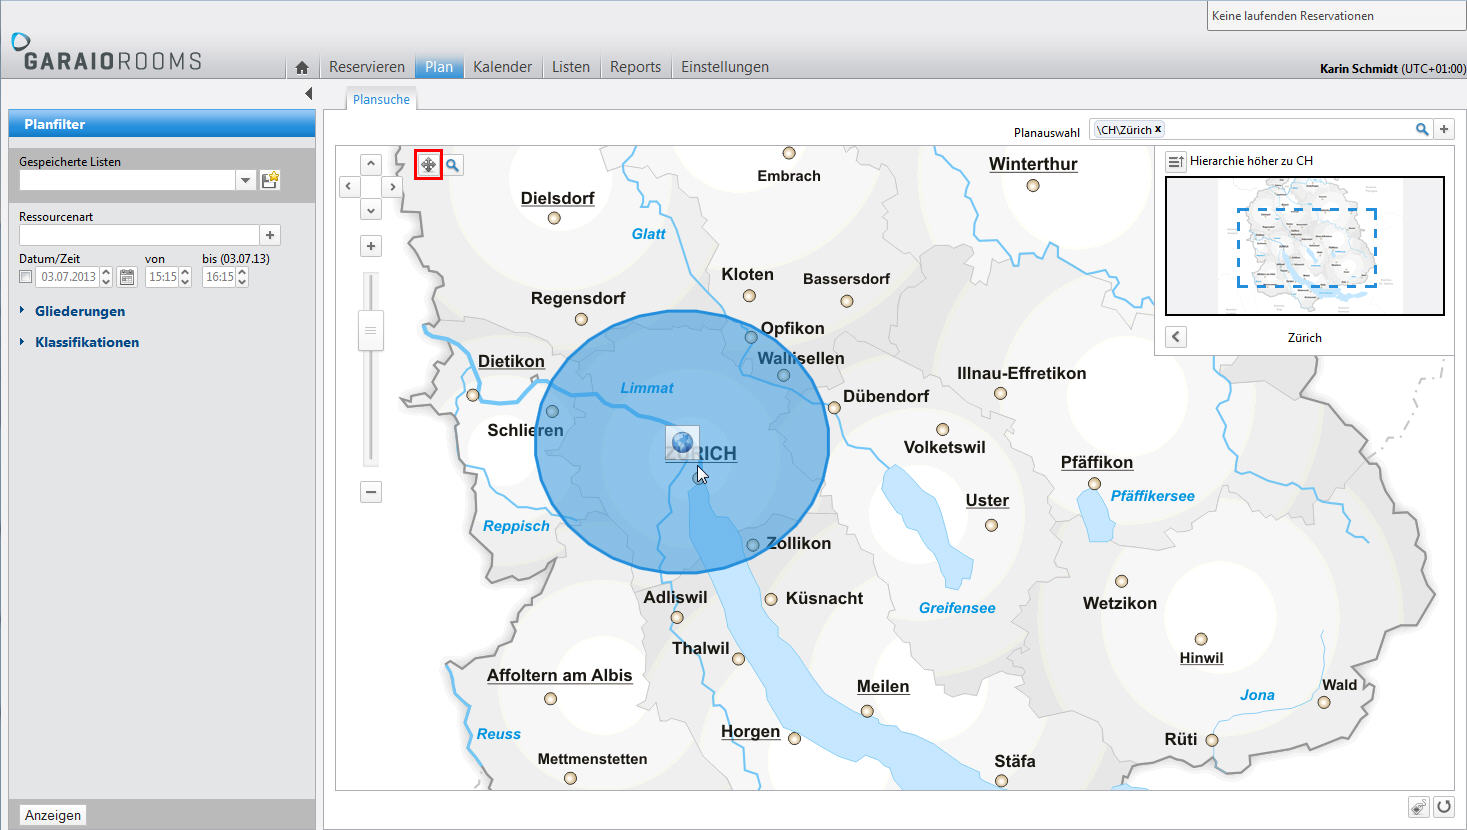 Keine laufenden Reservationen
GARAIOROOMS
Reservieren Plan Kalender Listen Reports Einstellungen
Karin Schmidt (UTC+01:00)
Plansuche
Planfilter
Planauswahl \CH\Zürich x
Gespeicherte Listen
Ressourcenart
Datum/Zeit von bis (03.07.13)
03.07.2013 15:15 16:15
Gliederungen
Klassifikationen
Anzeigen
Hierarchie höher zu CH
Zürich
Winterthur
Embrach
Dielsdorf
Glatt
Kloten
Bassersdorf
Regensdorf
Opfikon
Wallisellen
Dietikon
Illnau-Effretikon
Limmat
Dübendorf
Schlieren
Volketswil
ZÜRICH
Pfäffikon
Pfäffikersee
Uster
Reppisch
Zollikon
Adliswil
Küsnacht
Greifensee
Wetzikon
Thalwil
Hinwil
Affoltern am Albis
Meilen
Wald
Jona
Reuss
Horgen
Rüti
Mettmenstetten
Stäfa